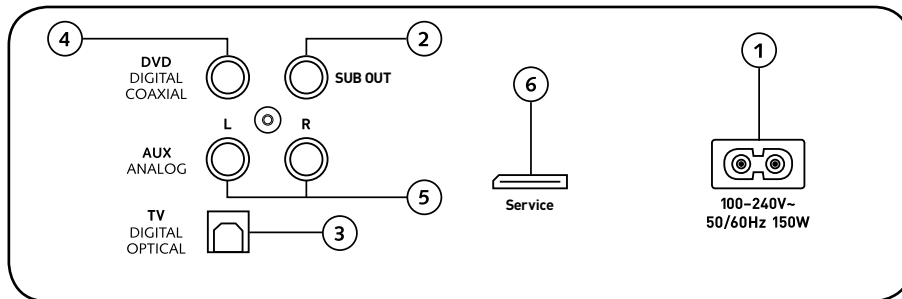 4
2
1
DVD
DIGITAL
COAXIAL
SUB OUT
6
L
R
AUX
ANALOG
5
Service
100–240V~
50/60Hz 150W
TV
DIGITAL
OPTICAL
3